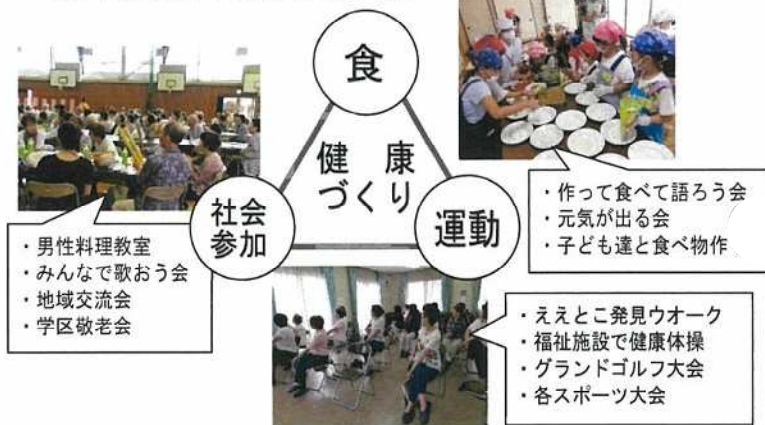 食
健 康
づくり
社会
参加
運動
・男性料理教室
・みんなで歌おう会
・地域交流会
・学区敬老会
・作って食べて語ろう会
・元気が出る会
・子ども達と食べ物作
・ええとこ発見ウオーク
・福祉施設で健康体操
・グランドゴルフ大会
・各スポーツ大会